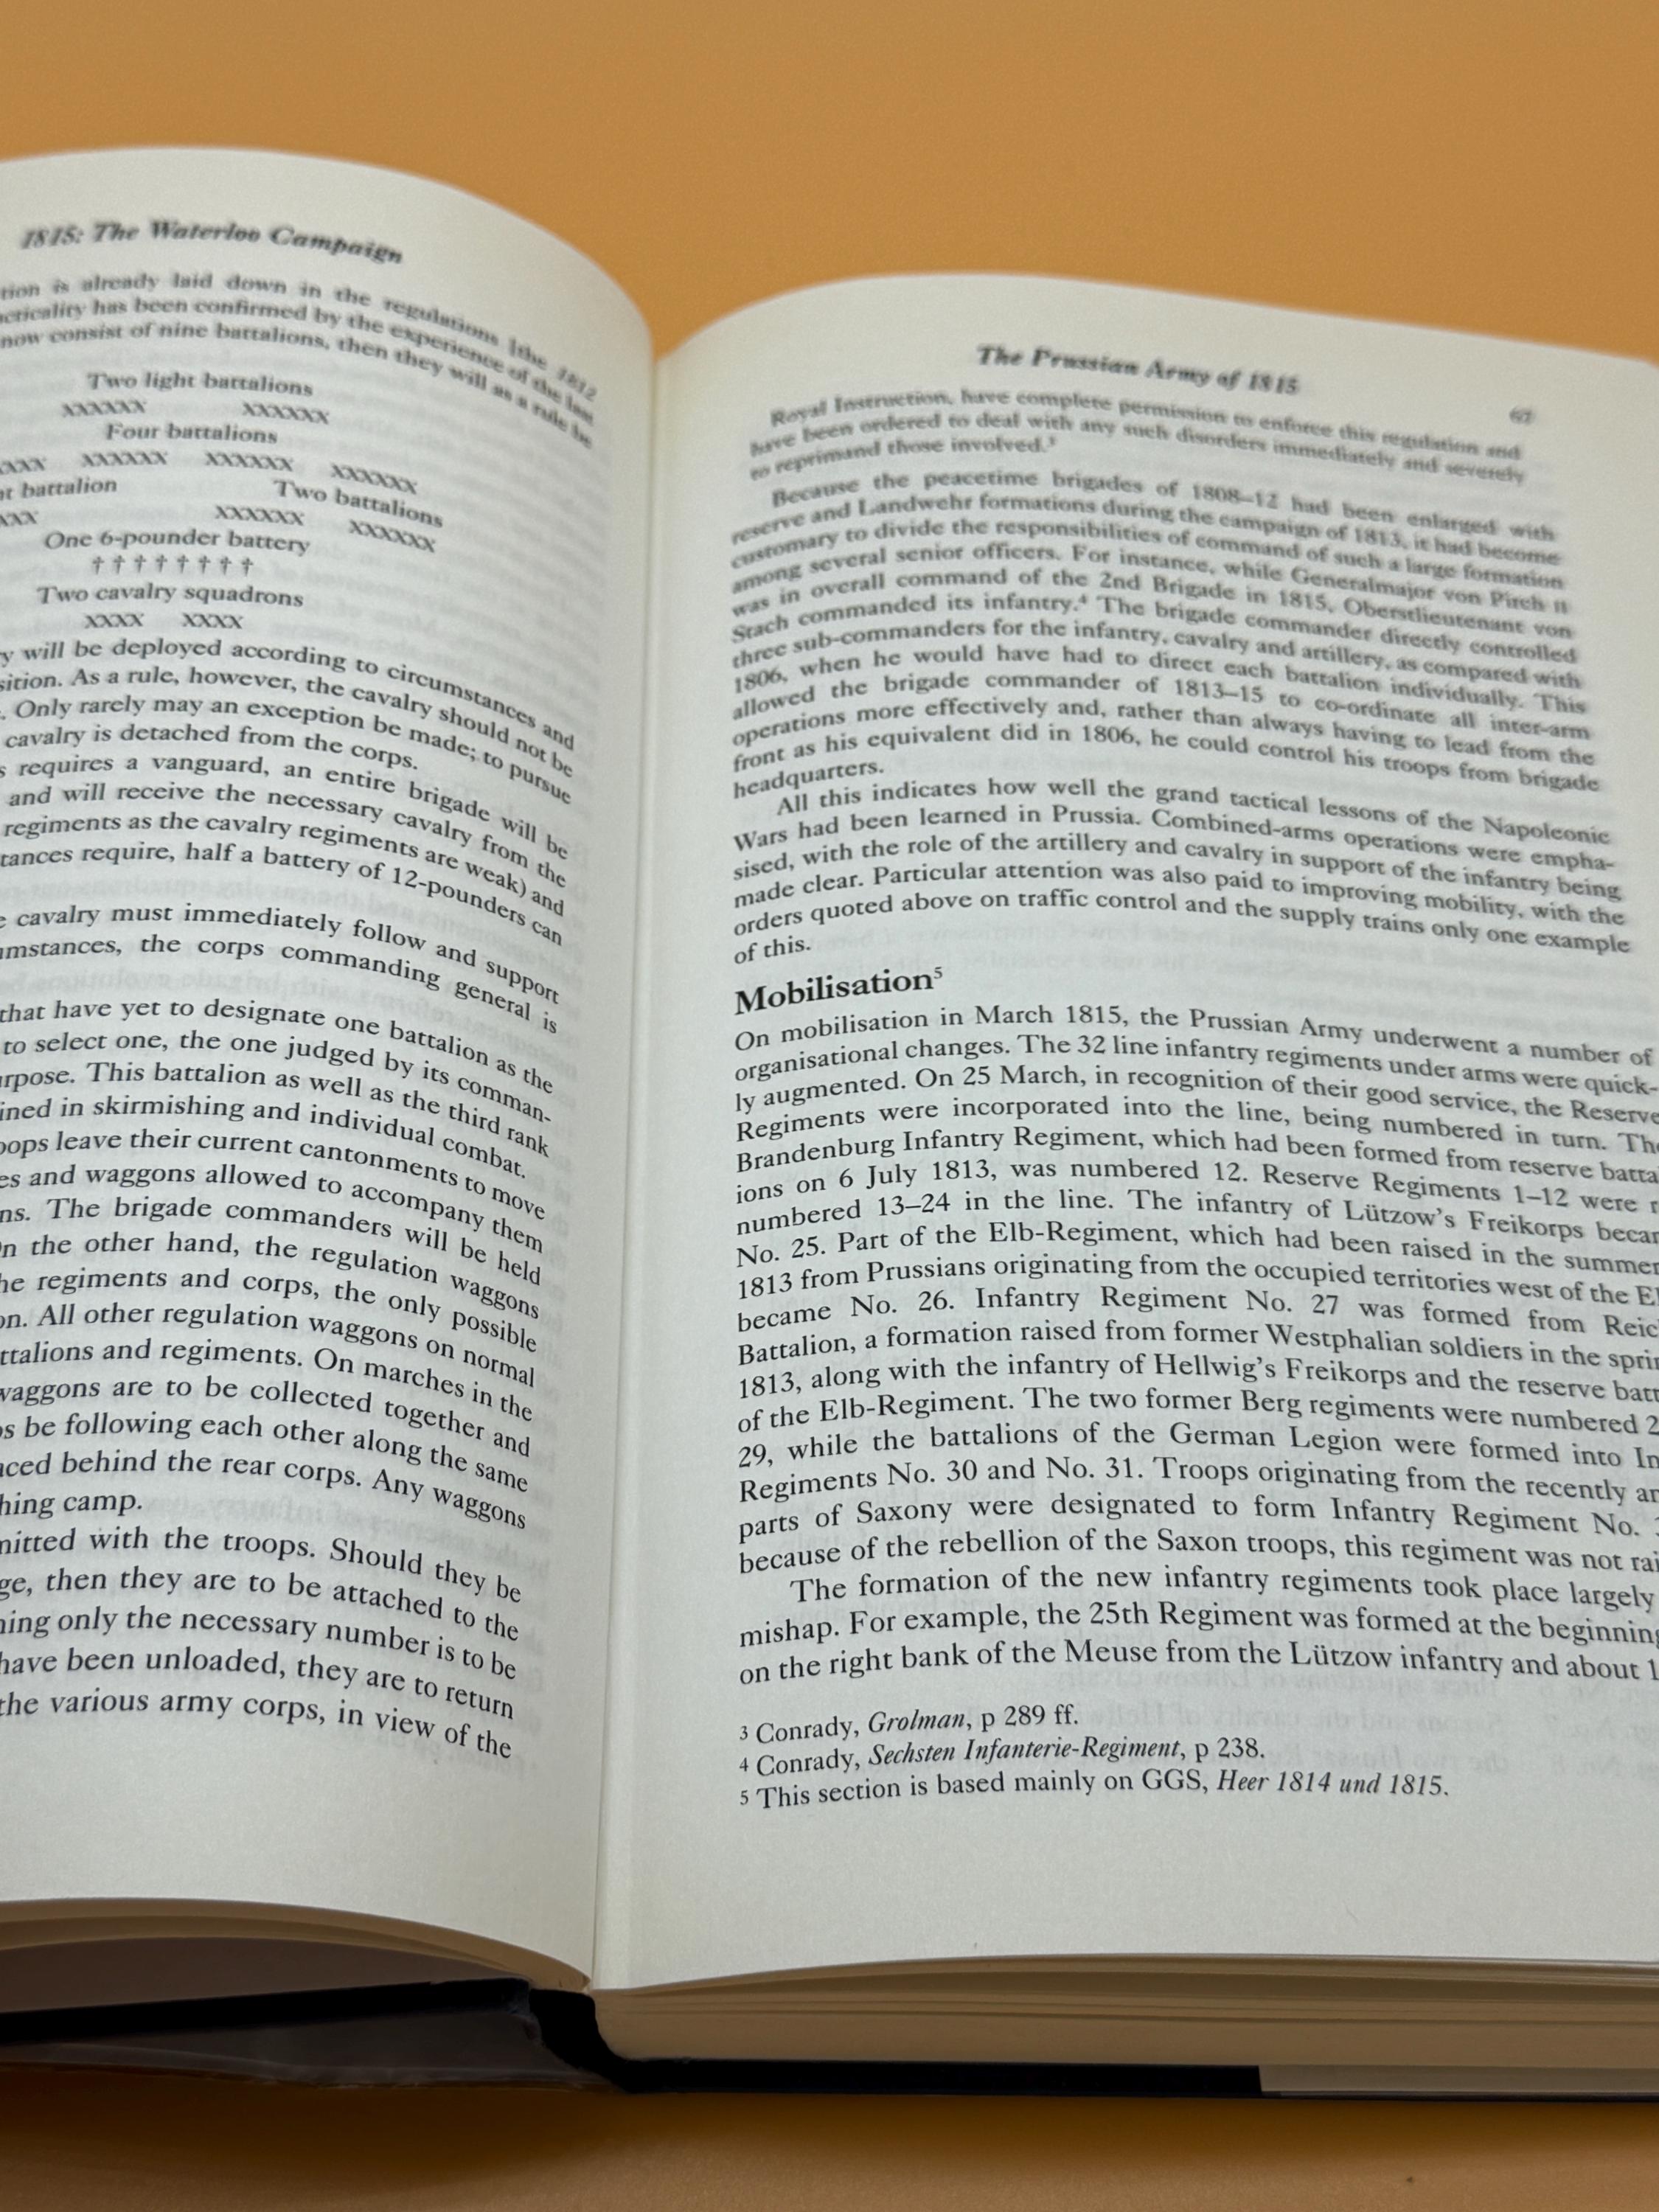 1815: The Waterloo Campaign
tion is already laid down in the regulations [the 1812
acticality has been confirmed by the experience of the last
now consist of nine battalions, then they will as a rule be
Two light battalions
XXXXXX XXXXXX
Four battalions
XXXX XXXXXX XXXXXX XXXXXX
ht battalion Two battalions
XXX XXXXXX XXXXXX
One 6-pounder battery
† † † † † † † †
Two cavalry squadrons
XXXX XXXX
y will be deployed according to circumstances and
sition. As a rule, however, the cavalry should not be
. Only rarely may an exception be made; to pursue
cavalry is detached from the corps.
s requires a vanguard, an entire brigade will be
and will receive the necessary cavalry from the
regiments as the cavalry regiments are weak) and
tances require, half a battery of 12-pounders can
e cavalry must immediately follow and support
umstances, the corps commanding general is
that have yet to designate one battalion as the
to select one, the one judged by its comman-
urpose. This battalion as well as the third rank
ined in skirmishing and individual combat.
oops leave their current cantonments to move
es and waggons allowed to accompany them
ns. The brigade commanders will be held
n the other hand, the regulation waggons
he regiments and corps, the only possible
on. All other regulation waggons on normal
ttalions and regiments. On marches in the
waggons are to be collected together and
os be following each other along the same
aced behind the rear corps. Any waggons
hing camp.
mitted with the troops. Should they be
ge, then they are to be attached to the
ning only the necessary number is to be
have been unloaded, they are to return
the various army corps, in view of the
The Prussian Army of 1815
Royal Instruction, have complete permission to enforce this regulation and
have been ordered to deal with any such disorders immediately and severely
to reprimand those involved.³
Because the peacetime brigades of 1808–12 had been enlarged with
reserve and Landwehr formations during the campaign of 1813, it had become
customary to divide the responsibilities of command of such a large formation
among several senior officers. For instance, while Generalmajor von Pirch II
was in overall command of the 2nd Brigade in 1815, Oberstlieutenant von
Stach commanded its infantry.⁴ The brigade commander directly controlled
three sub-commanders for the infantry, cavalry and artillery, as compared with
1806, when he would have had to direct each battalion individually. This
allowed the brigade commander of 1813–15 to co-ordinate all inter-arm
operations more effectively and, rather than always having to lead from the
front as his equivalent did in 1806, he could control his troops from brigade
headquarters.
All this indicates how well the grand tactical lessons of the Napoleonic
Wars had been learned in Prussia. Combined-arms operations were empha-
sised, with the role of the artillery and cavalry in support of the infantry being
made clear. Particular attention was also paid to improving mobility, with the
orders quoted above on traffic control and the supply trains only one example
of this.
Mobilisation⁵
On mobilisation in March 1815, the Prussian Army underwent a number of
organisational changes. The 32 line infantry regiments under arms were quick-
ly augmented. On 25 March, in recognition of their good service, the Reserve
Regiments were incorporated into the line, being numbered in turn. The
Brandenburg Infantry Regiment, which had been formed from reserve batta
ions on 6 July 1813, was numbered 12. Reserve Regiments 1–12 were r
numbered 13–24 in the line. The infantry of Lützow's Freikorps becar
No. 25. Part of the Elb-Regiment, which had been raised in the summer
1813 from Prussians originating from the occupied territories west of the El
became No. 26. Infantry Regiment No. 27 was formed from Reic
Battalion, a formation raised from former Westphalian soldiers in the sprin
1813, along with the infantry of Hellwig's Freikorps and the reserve batt
of the Elb-Regiment. The two former Berg regiments were numbered 2
29, while the battalions of the German Legion were formed into In
Regiments No. 30 and No. 31. Troops originating from the recently an
parts of Saxony were designated to form Infantry Regiment No. 3
because of the rebellion of the Saxon troops, this regiment was not rai
The formation of the new infantry regiments took place largely
mishap. For example, the 25th Regiment was formed at the beginning
on the right bank of the Meuse from the Lützow infantry and about 1
3 Conrady, Grolman, p 289 ff.
4 Conrady, Sechsten Infanterie-Regiment, p 238.
5 This section is based mainly on GGS, Heer 1814 und 1815.